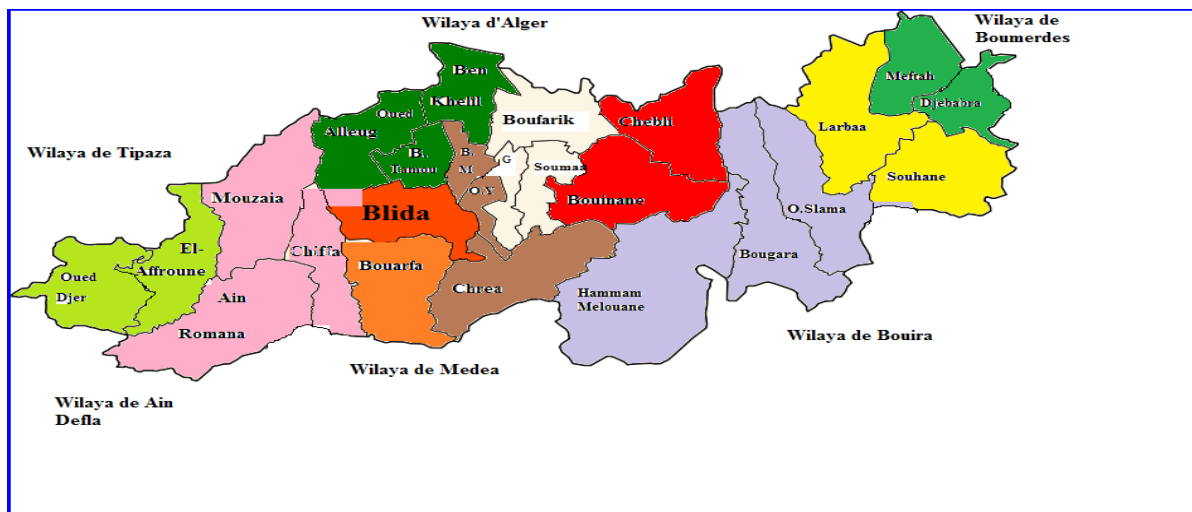 Wilaya d'Alger
Wilaya de
Boumerdes
Wilaya de Tipaza
Ben
Khelil
Oued
Alleug
B.
Tamou
B.
M
O.Y
G
Boufarik
Soumaa
Chebli
Bouinane
Larbaa
Meftah
Djebabra
Souhane
O.Slama
Bougara
Hammam
Melouane
Mouzaia
Chiffa
Blida
Bouarfa
Chrea
El-
Affroune
Oued
Djer
Ain
Romana
Wilaya de Bouira
Wilaya de Medea
Wilaya de Ain
Defla